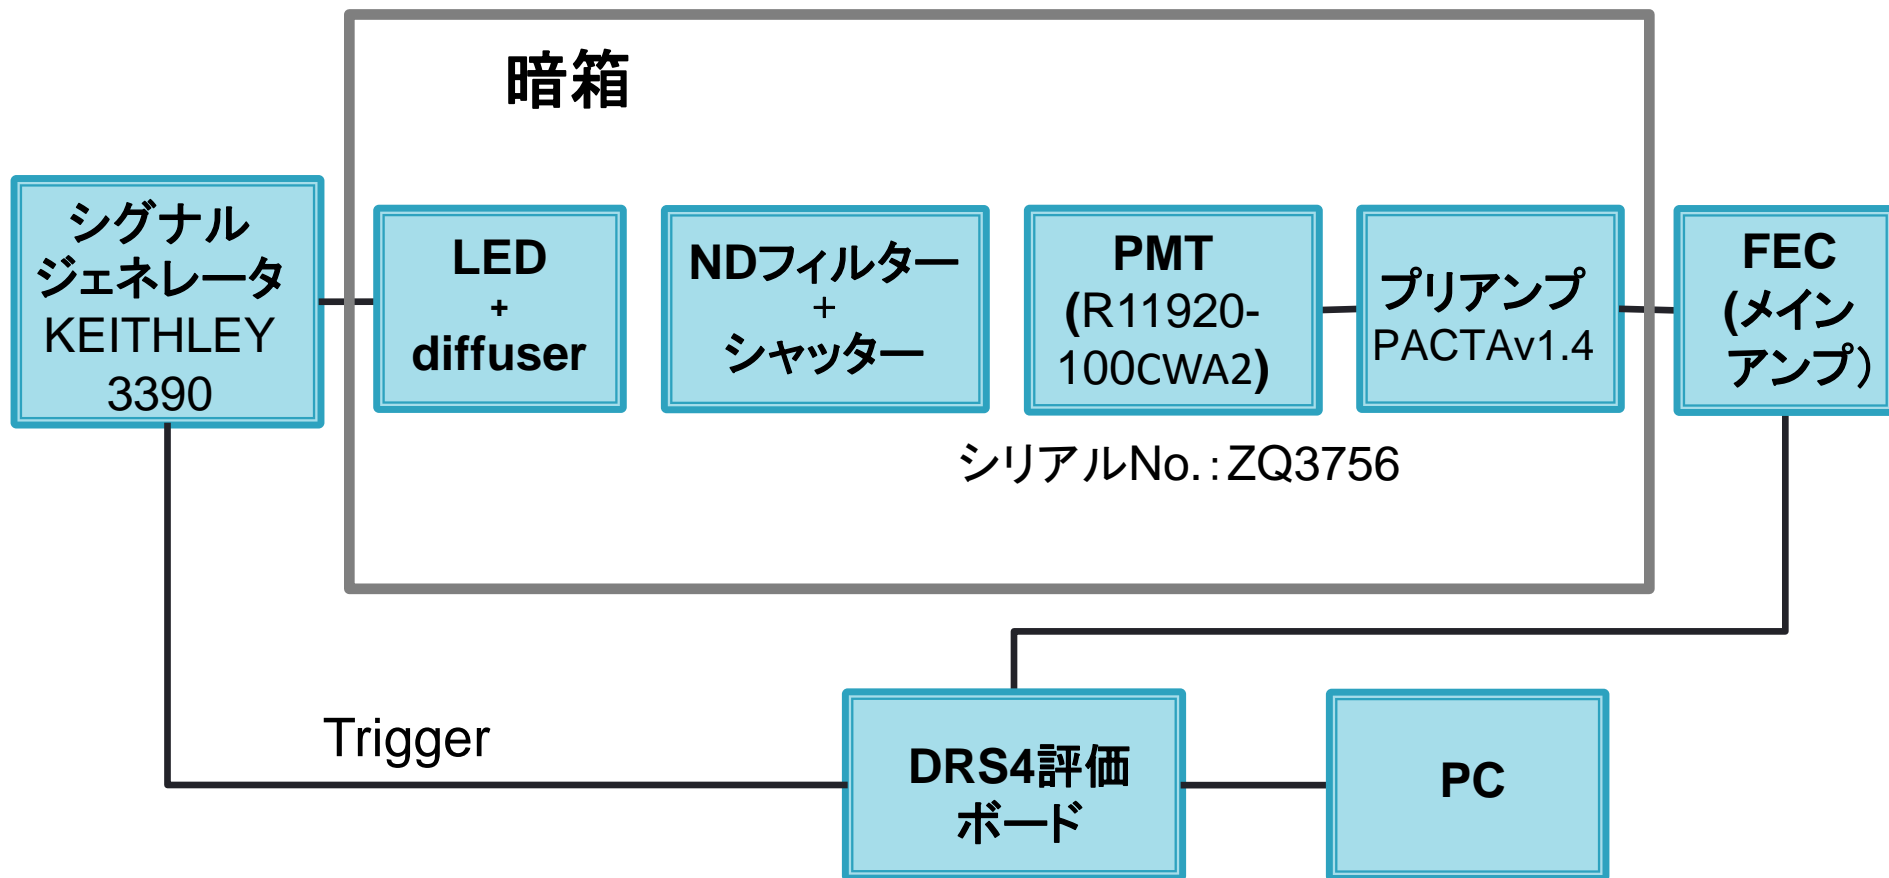 暗箱
シグナル
ジェネレータ
KEITHLEY
3390
LED
+
diffuser
NDフィルター
+
シャッター
PMT
(R11920-
100CWA2)
プリアンプ
PACTAv1.4
FEC
(メイン
アンプ）
シリアルNo.：ZQ3756
Trigger
DRS4評価
ボード
PC